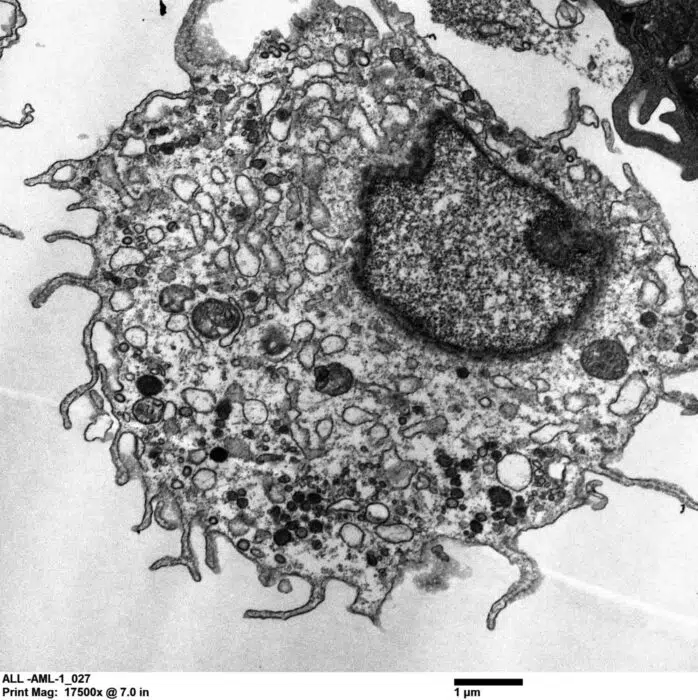 ALL -AML-1_027
Print Mag: 17500x @ 7.0 in
1 µm